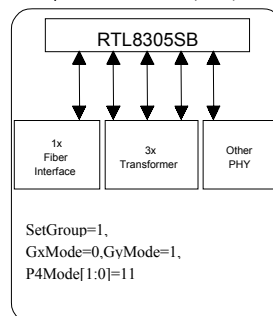 RTL8305SB
1x
Fiber
Interface
3x
Transformer
Other
PHY
SetGroup=1,
GxMode=0,GyMode=1,
P4Mode[1:0]=11